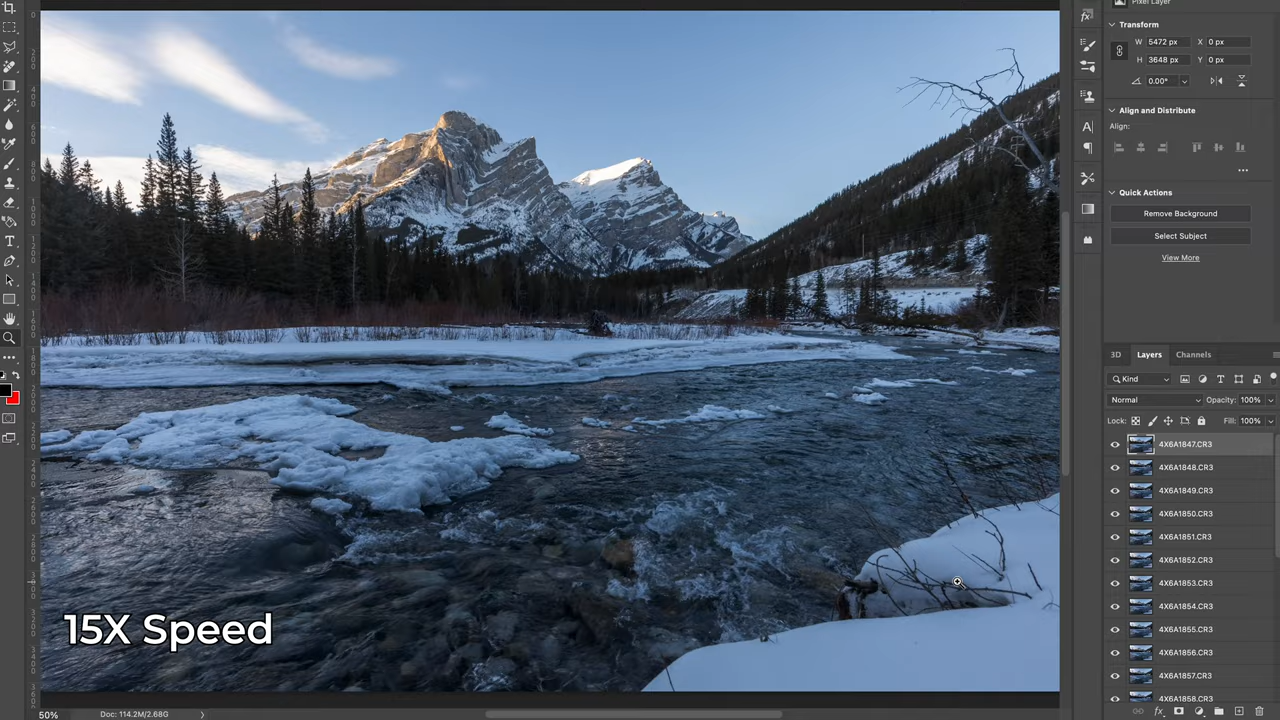 Pixel Layer
Transform
W 5472 px X 0 px
H 3648 px Y 0 px
0.00°
Align and Distribute
Align:
Quick Actions
Remove Background
Select Subject
View More
3D Layers Channels
Kind
Normal Opacity: 100%
Lock: Fill: 100%
4X6A1847.CR3
4X6A1848.CR3
4X6A1849.CR3
4X6A1850.CR3
4X6A1851.CR3
4X6A1852.CR3
4X6A1853.CR3
4X6A1854.CR3
4X6A1855.CR3
4X6A1856.CR3
4X6A1857.CR3
4X6A1858.CR3
15X Speed
50% Doc: 114.2M/2.68G